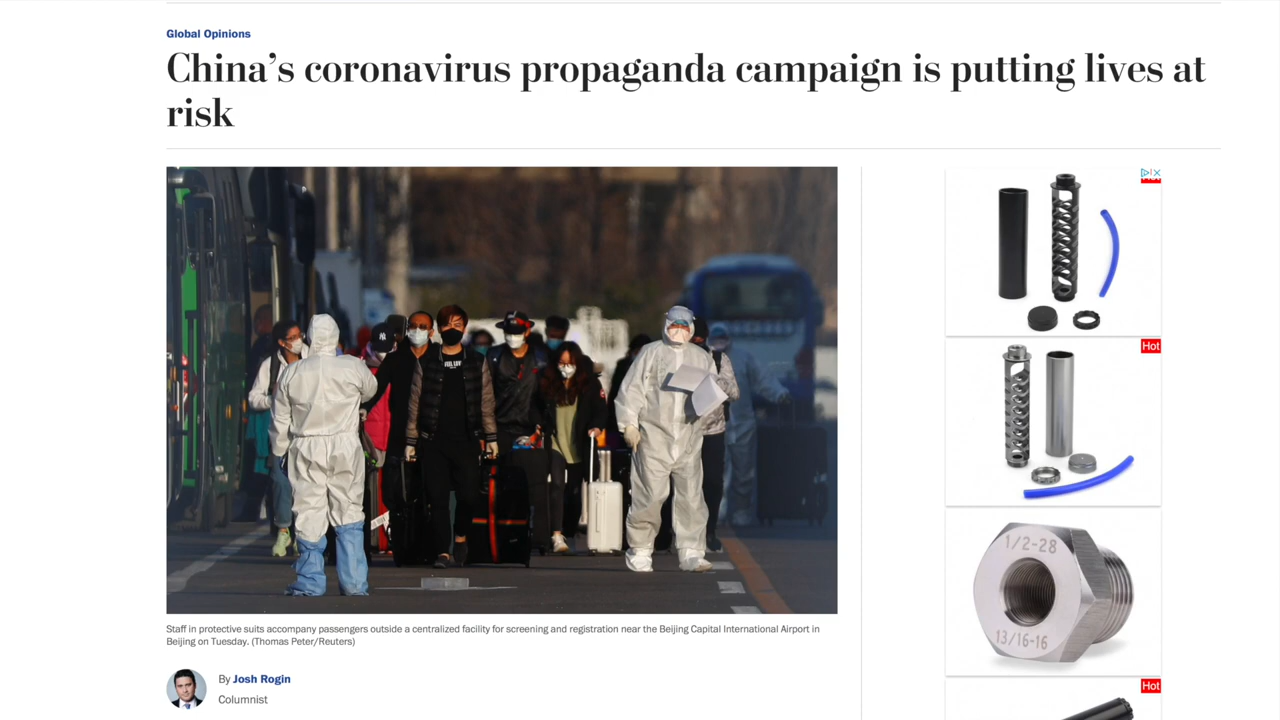 Global Opinions
China’s coronavirus propaganda campaign is putting lives at
risk
Staff in protective suits accompany passengers outside a centralized facility for screening and registration near the Beijing Capital International Airport in
Beijing on Tuesday. (Thomas Peter/Reuters)
By Josh Rogin
Columnist
Hot
1/2-28
13/16-16
Hot